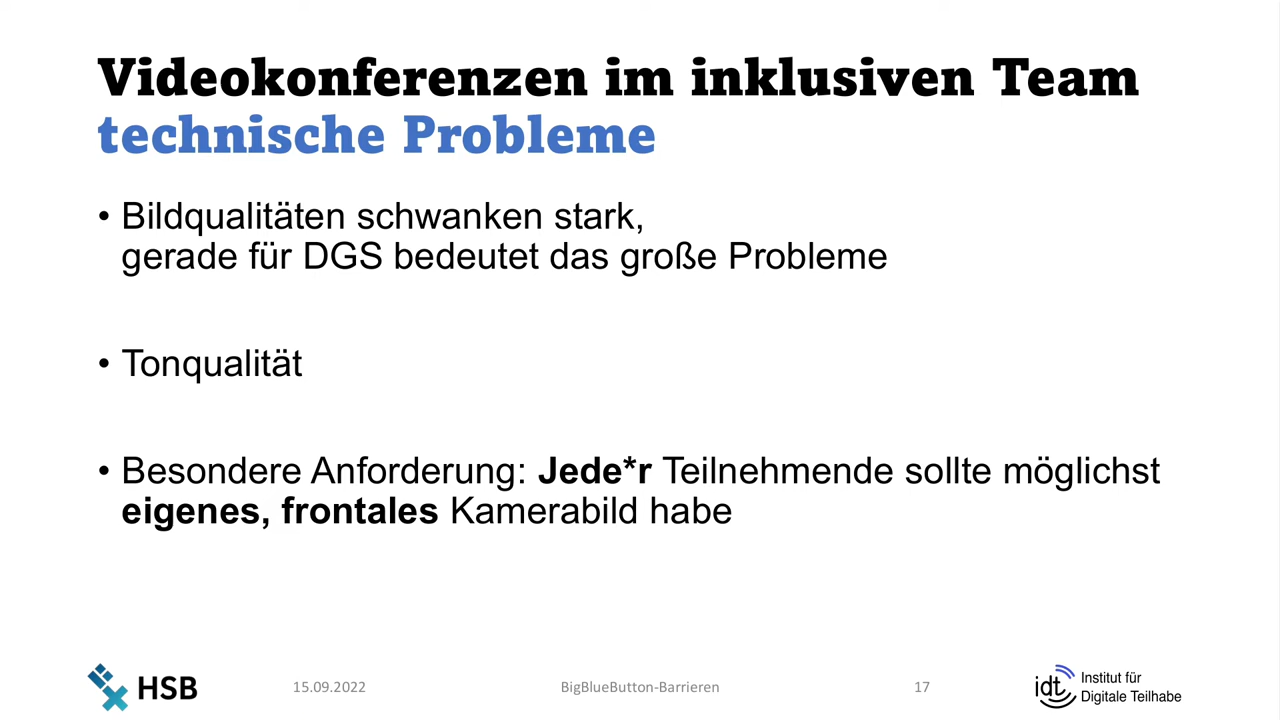 Videokonferenzen im inklusiven Team
technische Probleme
• Bildqualitäten schwanken stark,
gerade für DGS bedeutet das große Probleme
• Tonqualität
• Besondere Anforderung: Jede*r Teilnehmende sollte möglichst
eigenes, frontales Kamerabild habe
HSB
15.09.2022
BigBlueButton-Barrieren
17
idt
Institut für
Digitale Teilhabe